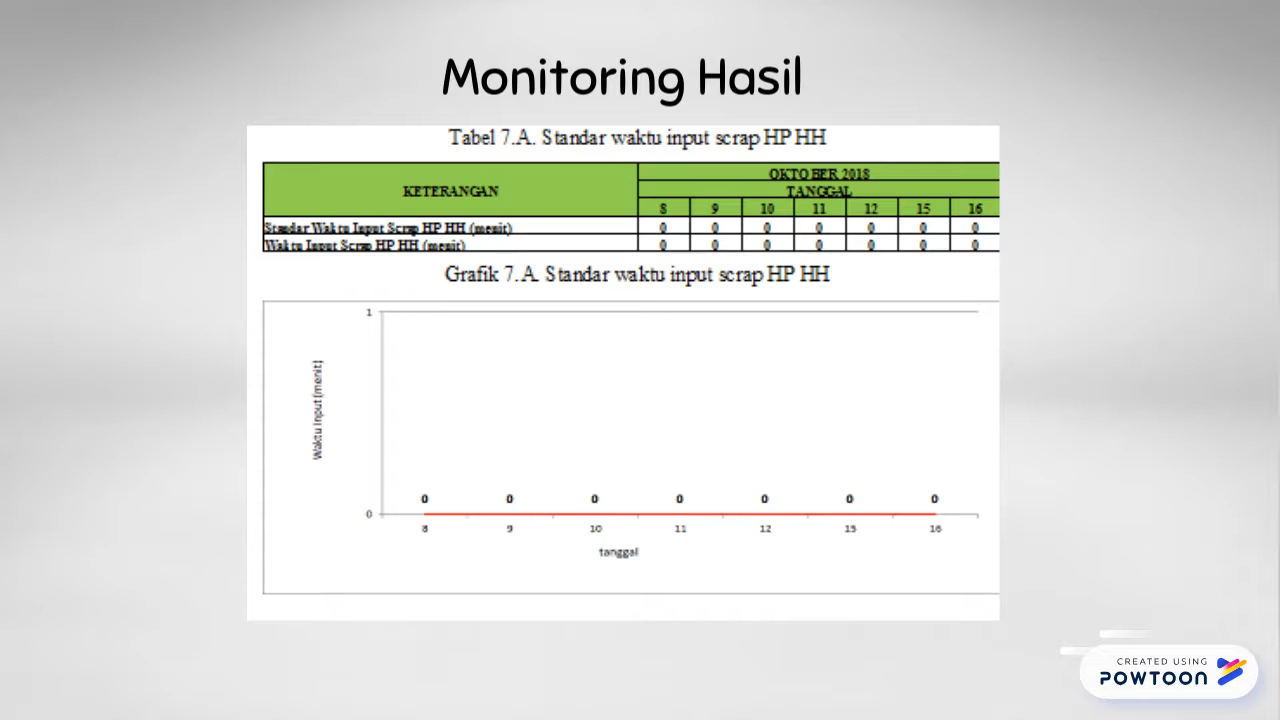 Monitoring Hasil
Tabel 7.A. Standar waktu input scrap HP HH
KETERANGAN
OKTOBER 2018
TANGGAL
8 9 10 11 12 15 16
Standar Waktu Input Scrap HP HH (menit) 0 0 0 0 0 0 0
Waktu Input Scrap HP HH (menit) 0 0 0 0 0 0 0
Grafik 7.A. Standar waktu input scrap HP HH
1
Waktu Input (menit)
0 0 0 0 0 0 0
0
8 9 10 11 12 15 16
tanggal
CREATED USING
POWTOON